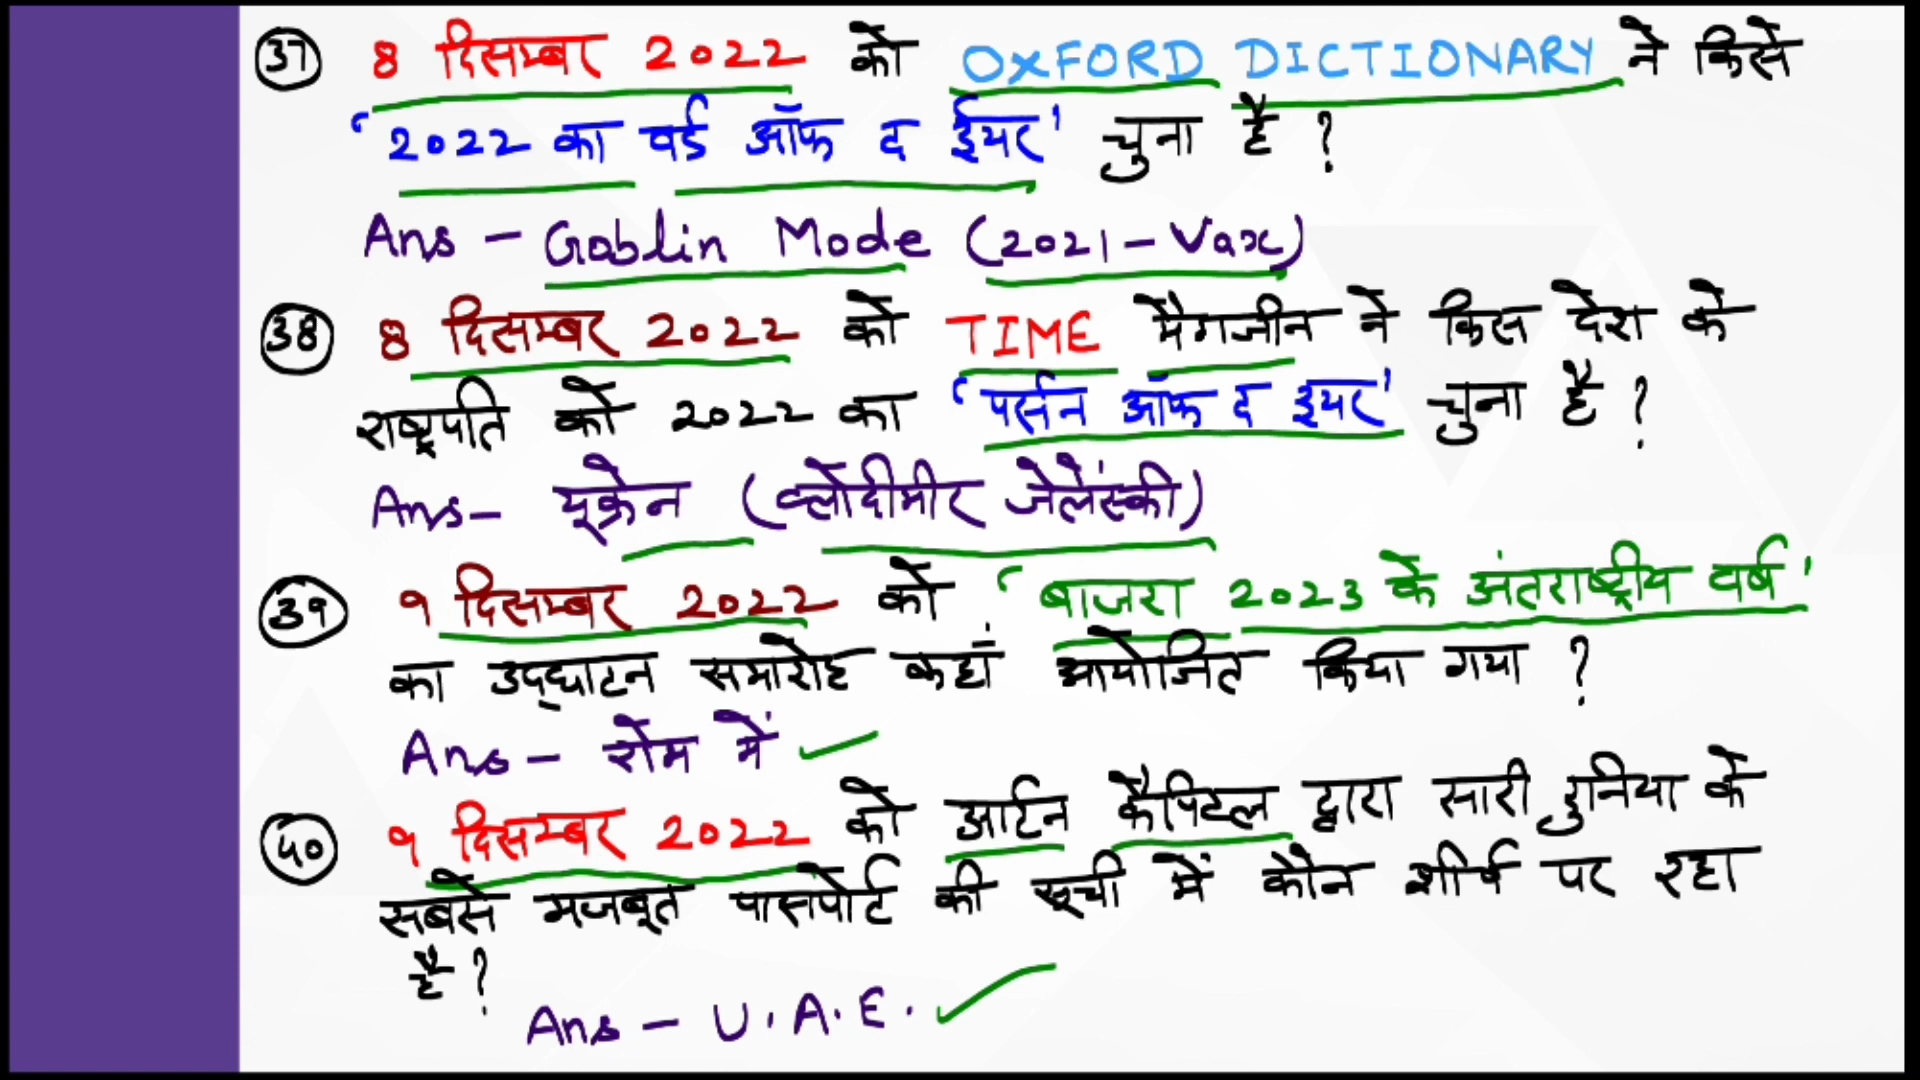 37 8 दिसम्बर 2022 को OXFORD DICTIONARY ने किसे
'2022 का वर्ड ऑफ द ईयर' चुना है ?
Ans - Goblin Mode (2021 - Vax)
38 8 दिसम्बर 2022 को TIME मैगजीन ने किस देश के
राष्ट्रपति को 2022 का 'पर्सन ऑफ द इयर' चुना है ?
Ans - यूक्रेन (व्लोदीमीर जेलेंस्की)
39 9 दिसम्बर 2022 को 'बाजरा 2023 के अंतराष्ट्रीय वर्ष'
का उद्घाटन समारोह कहाँ आयोजित किया गया ?
Ans - रोम में
40 9 दिसम्बर 2022 को आर्टन कैपिटल द्वारा सारी दुनिया के
सबसे मजबूत पासपोर्ट की सूची में कौन शीर्ष पर रहा
है ?
Ans - U.A.E.